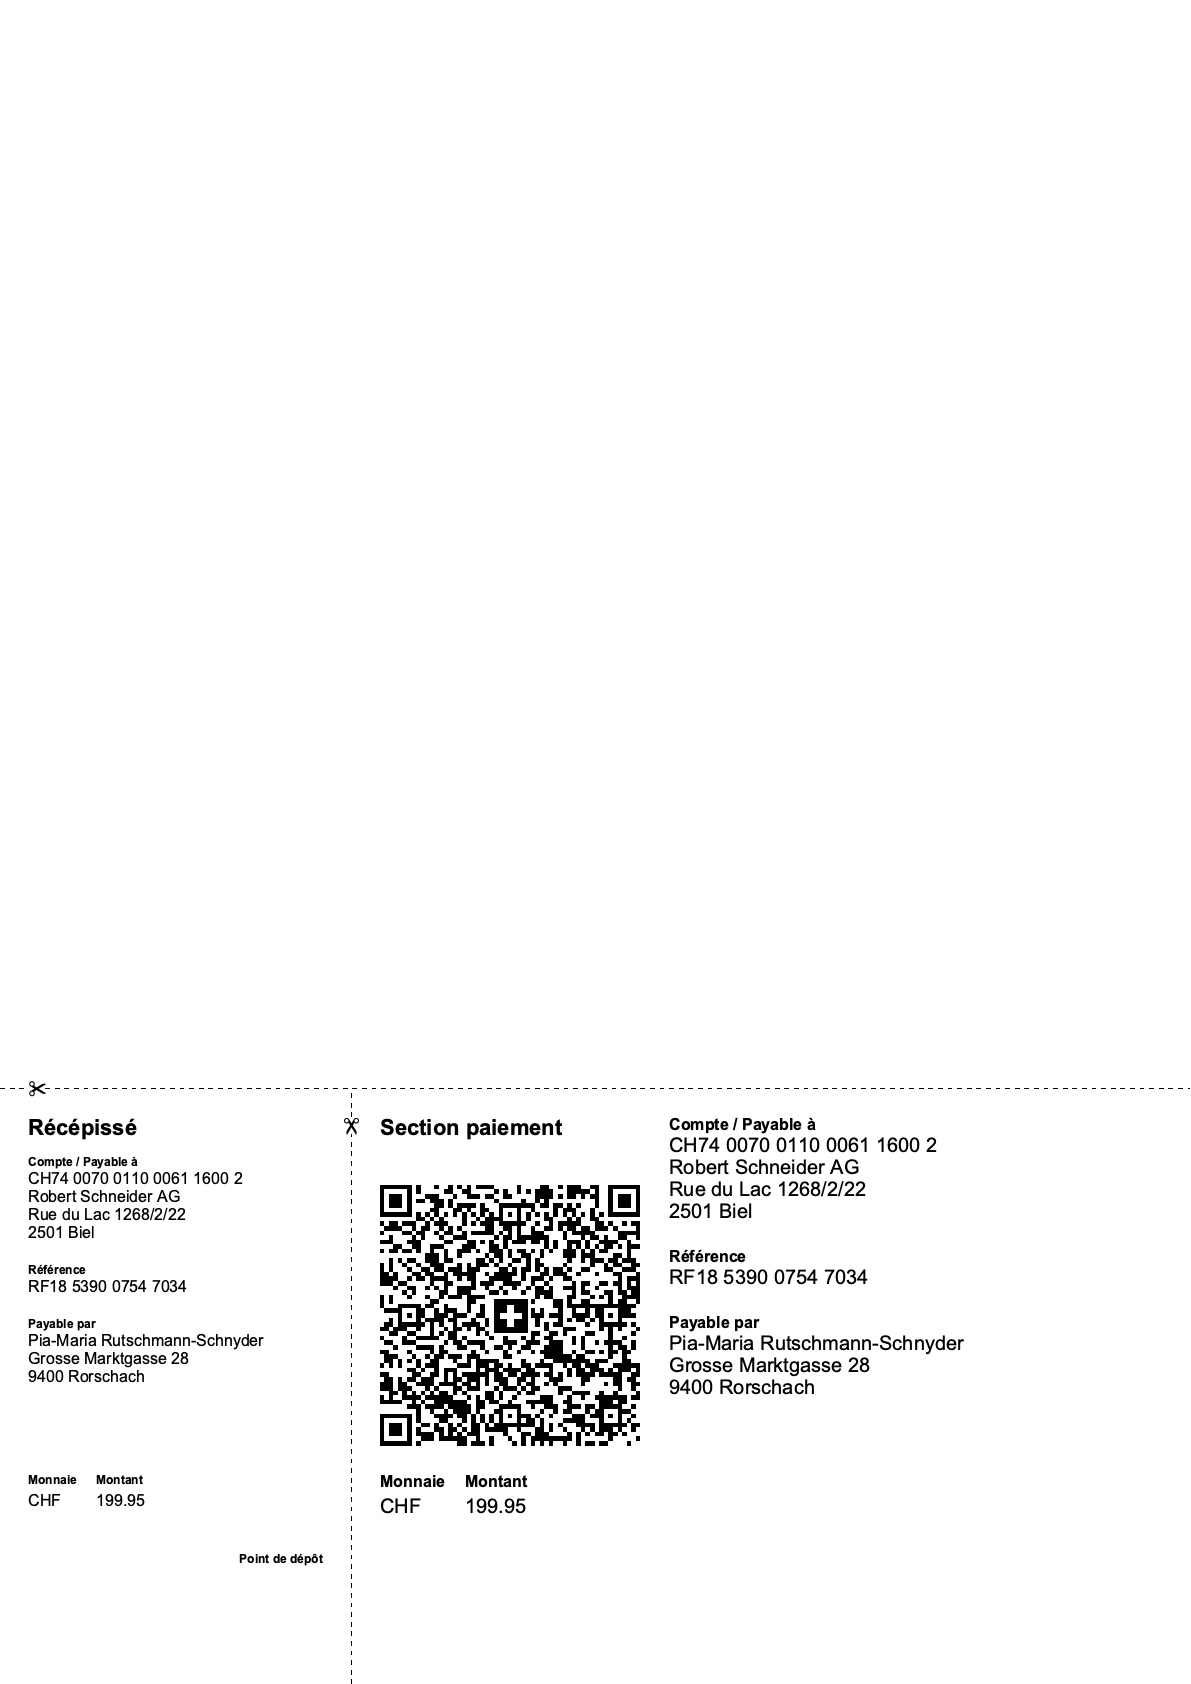 Récépissé
Compte / Payable à
CH74 0070 0110 0061 1600 2
Robert Schneider AG
Rue du Lac 1268/2/22
2501 Biel
Référence
RF18 5390 0754 7034
Payable par
Pia-Maria Rutschmann-Schnyder
Grosse Marktgasse 28
9400 Rorschach
Monnaie Montant
CHF 199.95
Point de dépôt
Section paiement
Monnaie Montant
CHF 199.95
Compte / Payable à
CH74 0070 0110 0061 1600 2
Robert Schneider AG
Rue du Lac 1268/2/22
2501 Biel
Référence
RF18 5390 0754 7034
Payable par
Pia-Maria Rutschmann-Schnyder
Grosse Marktgasse 28
9400 Rorschach